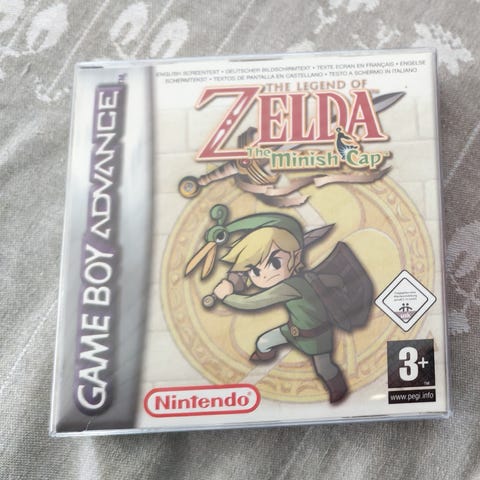 ENGLISH SCREENTEXT • DEUTSCHER BILDSCHIRMTEXT • TEXTE ECRAN EN FRANÇAIS • ENGELSE
SCHERMTEKST • TEXTOS DE PANTALLA EN CASTELLANO • TESTO A SCHERMO IN ITALIANO
GAME BOY ADVANCE™
THE LEGEND OF
ZELDA
The Minish Cap
Nintendo
3+
www.pegi.info